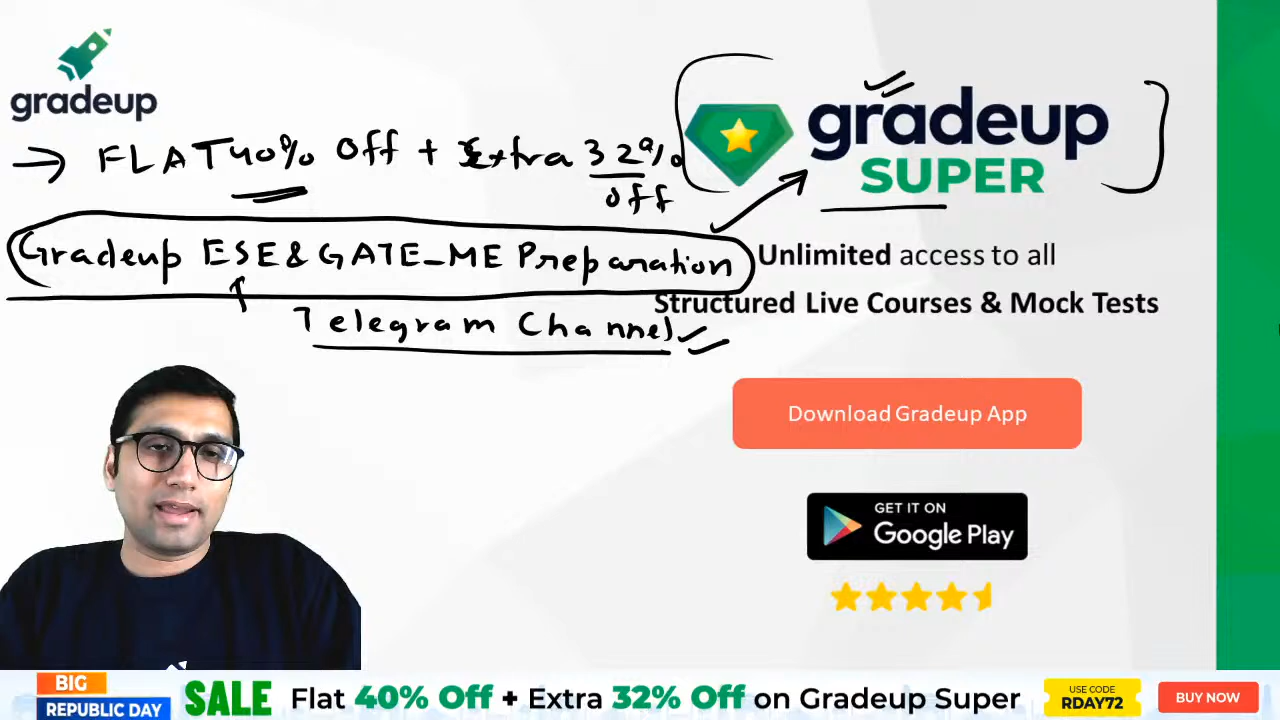 gradeup
→ FLAT 40% Off + Extra 32% off
Gradeup ESE & GATE_ME Preparation
Telegram Channel
gradeup
SUPER
Unlimited access to all
Structured Live Courses & Mock Tests
Download Gradeup App
GET IT ON
Google Play
BIG
REPUBLIC DAY
SALE Flat 40% Off + Extra 32% Off on Gradeup Super
USE CODE
RDAY72
BUY NOW